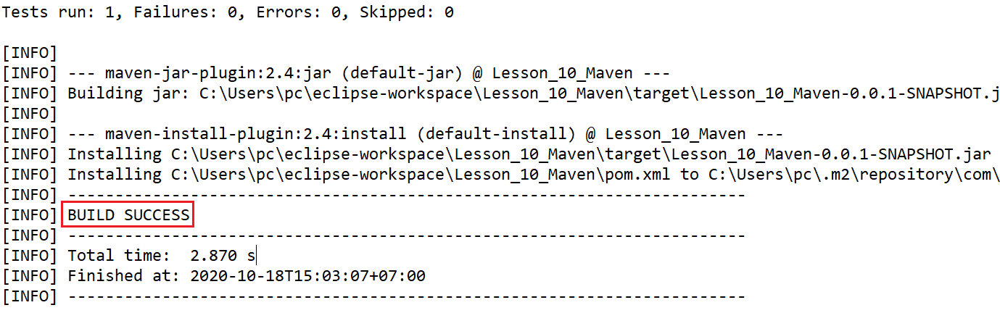 Tests run: 1, Failures: 0, Errors: 0, Skipped: 0
[INFO]
[INFO] --- maven-jar-plugin:2.4:jar (default-jar) @ Lesson_10_Maven ---
[INFO] Building jar: C:\Users\pc\eclipse-workspace\Lesson_10_Maven\target\Lesson_10_Maven-0.0.1-SNAPSHOT.j
[INFO]
[INFO] --- maven-install-plugin:2.4:install (default-install) @ Lesson_10_Maven ---
[INFO] Installing C:\Users\pc\eclipse-workspace\Lesson_10_Maven\target\Lesson_10_Maven-0.0.1-SNAPSHOT.jar
[INFO] Installing C:\Users\pc\eclipse-workspace\Lesson_10_Maven\pom.xml to C:\Users\pc\.m2\repository\com\
[INFO] ------------------------------------------------------------------------
[INFO] BUILD SUCCESS
[INFO] ------------------------------------------------------------------------
[INFO] Total time:  2.870 s
[INFO] Finished at: 2020-10-18T15:03:07+07:00
[INFO] ------------------------------------------------------------------------